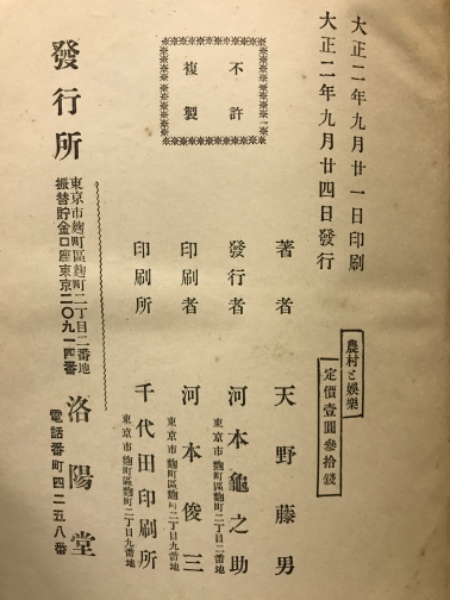 大正二年九月廿一日印刷
大正二年九月廿四日發行
農村と娯樂
定價壹圓參拾錢
不許
複製
著者 天野藤男
發行者 河本龜之助
東京市麹町區麹町二丁目二番地
印刷者 河本俊三
東京市麹町區麹町二丁目九番地
印刷所 千代田印刷所
東京市麹町區麹町二丁目九番地
發行所
東京市麹町區麹町二丁目二番地
振替貯金口座東京二〇九一四番
洛陽堂
電話番町四二五八番